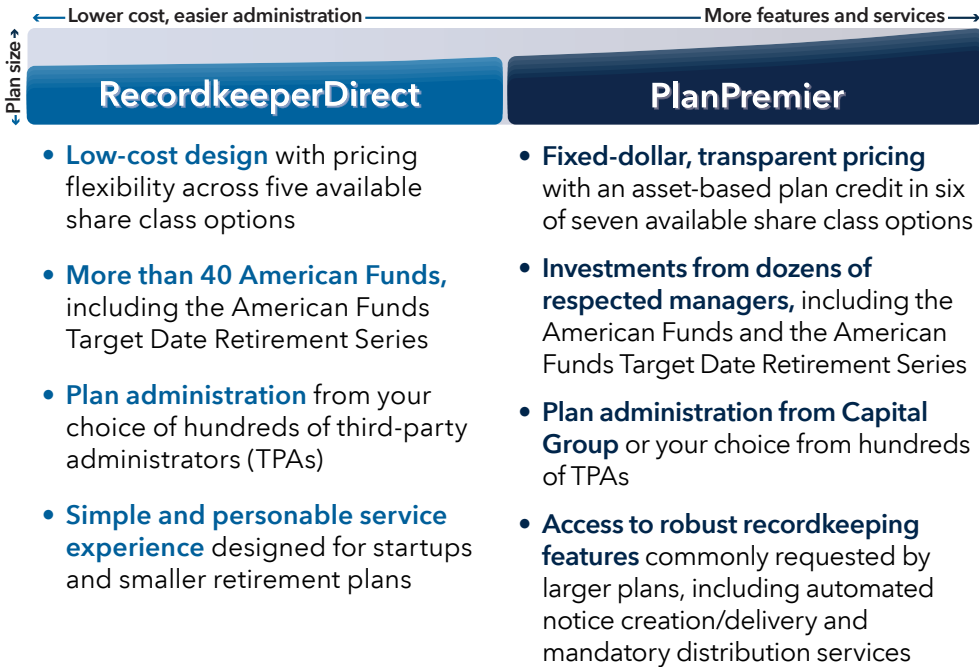 Lower cost, easier administration
More features and services
Plan size
RecordkeeperDirect
• Low-cost design with pricing
flexibility across five available
share class options
• More than 40 American Funds,
including the American Funds
Target Date Retirement Series
• Plan administration from your
choice of hundreds of third-party
administrators (TPAs)
• Simple and personable service
experience designed for startups
and smaller retirement plans
PlanPremier
• Fixed-dollar, transparent pricing
with an asset-based plan credit in six
of seven available share class options
• Investments from dozens of
respected managers, including the
American Funds and the American
Funds Target Date Retirement Series
• Plan administration from Capital
Group or your choice from hundreds
of TPAs
• Access to robust recordkeeping
features commonly requested by
larger plans, including automated
notice creation/delivery and
mandatory distribution services